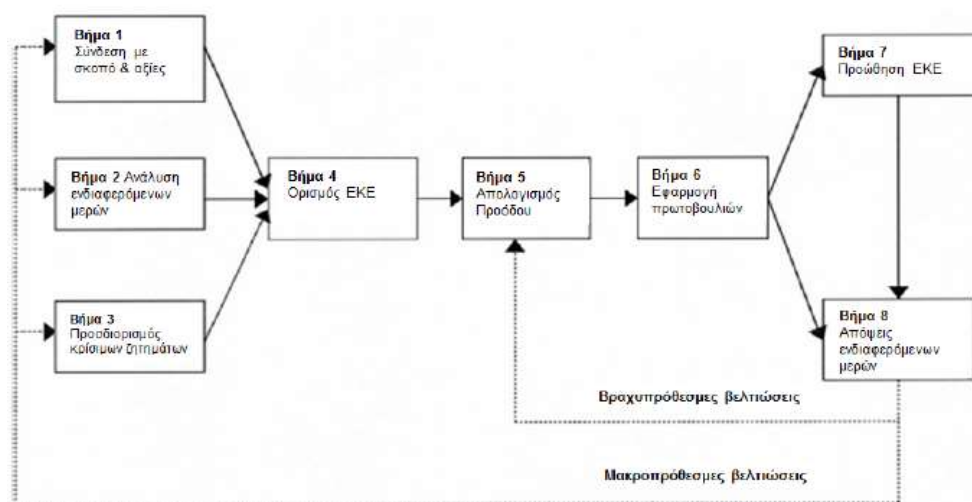 Βήμα 1
Σύνδεση με
σκοπό & αξίες
Βήμα 2 Ανάλυση
ενδιαφερόμενων
μερών
Βήμα 3
Προσδιορισμός
κρίσιμων ζητημάτων
Βήμα 4
Ορισμός ΕΚΕ
Βήμα 5
Απολογισμός
Προόδου
Βήμα 6
Εφαρμογή
πρωτοβουλιών
Βήμα 7
Προώθηση ΕΚΕ
Βήμα 8
Απόψεις
ενδιαφερόμενων
μερών
Βραχυπρόθεσμες βελτιώσεις
Μακροπρόθεσμες βελτιώσεις